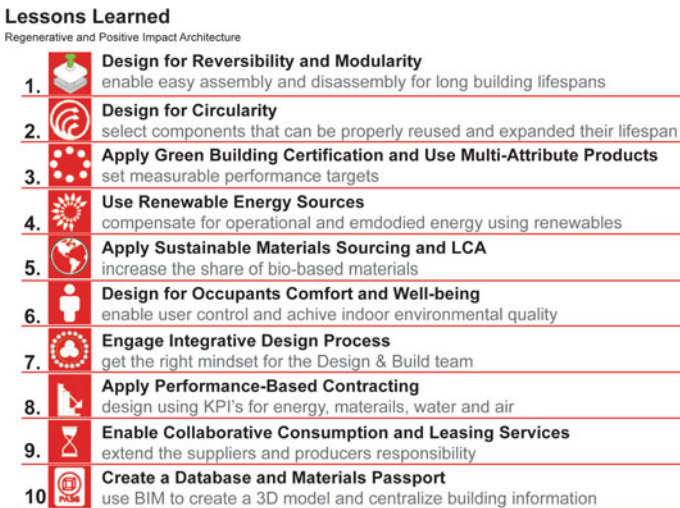 Lessons Learned
Regenerative and Positive Impact Architecture
1. Design for Reversibility and Modularity
enable easy assembly and disassembly for long building lifespans
2. Design for Circularity
select components that can be properly reused and expanded their lifespan
3. Apply Green Building Certification and Use Multi-Attribute Products
set measurable performance targets
4. Use Renewable Energy Sources
compensate for operational and emdodied energy using renewables
5. Apply Sustainable Materials Sourcing and LCA
increase the share of bio-based materials
6. Design for Occupants Comfort and Well-being
enable user control and achive indoor environmental quality
7. Engage Integrative Design Process
get the right mindset for the Design & Build team
8. Apply Performance-Based Contracting
design using KPI's for energy, materails, water and air
9. Enable Collaborative Consumption and Leasing Services
extend the suppliers and producers responsibility
10 PASS Create a Database and Materials Passport
use BIM to create a 3D model and centralize building information